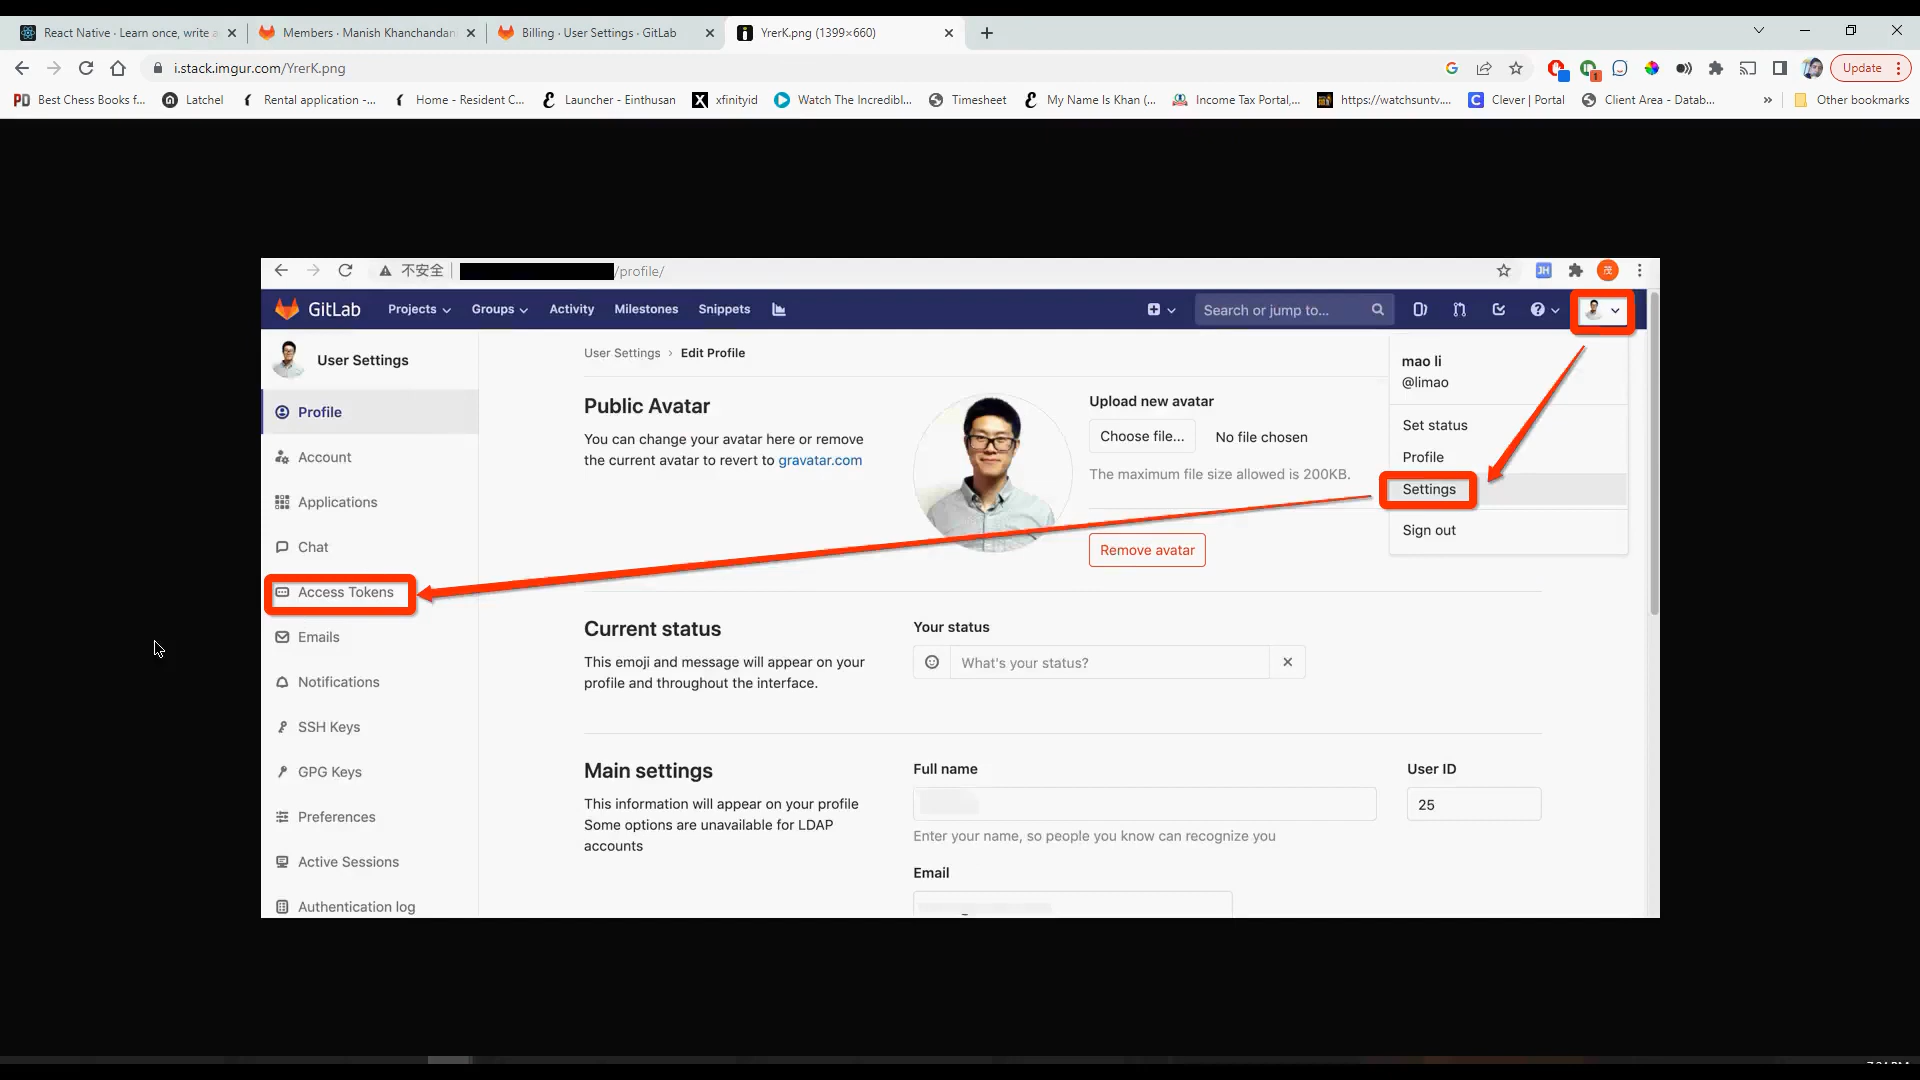 React Native · Learn once, write a
Members · Manish Khanchandan
Billing · User Settings · GitLab
YrerK.png (1399×660)
i.stack.imgur.com/YrerK.png
Update
Best Chess Books f...
Latchel
Rental application -...
Home - Resident C...
Launcher - Einthusan
xfinityid
Watch The Incredibl...
Timesheet
My Name Is Khan (...
Income Tax Portal,...
https://watchsuntv....
Clever | Portal
Client Area - Datab...
»
Other bookmarks
不安全
/profile/
JH
茂
GitLab
Projects
Groups
Activity
Milestones
Snippets
Search or jump to...
User Settings
Profile
Account
Applications
Chat
Access Tokens
Emails
Notifications
SSH Keys
GPG Keys
Preferences
Active Sessions
Authentication log
User Settings › Edit Profile
Public Avatar
You can change your avatar here or remove
the current avatar to revert to gravatar.com
Upload new avatar
Choose file...
No file chosen
The maximum file size allowed is 200KB.
Remove avatar
mao li
@limao
Set status
Profile
Settings
Sign out
Current status
This emoji and message will appear on your
profile and throughout the interface.
Your status
What's your status?
Main settings
This information will appear on your profile
Some options are unavailable for LDAP
accounts
Full name
Enter your name, so people you know can recognize you
User ID
25
Email